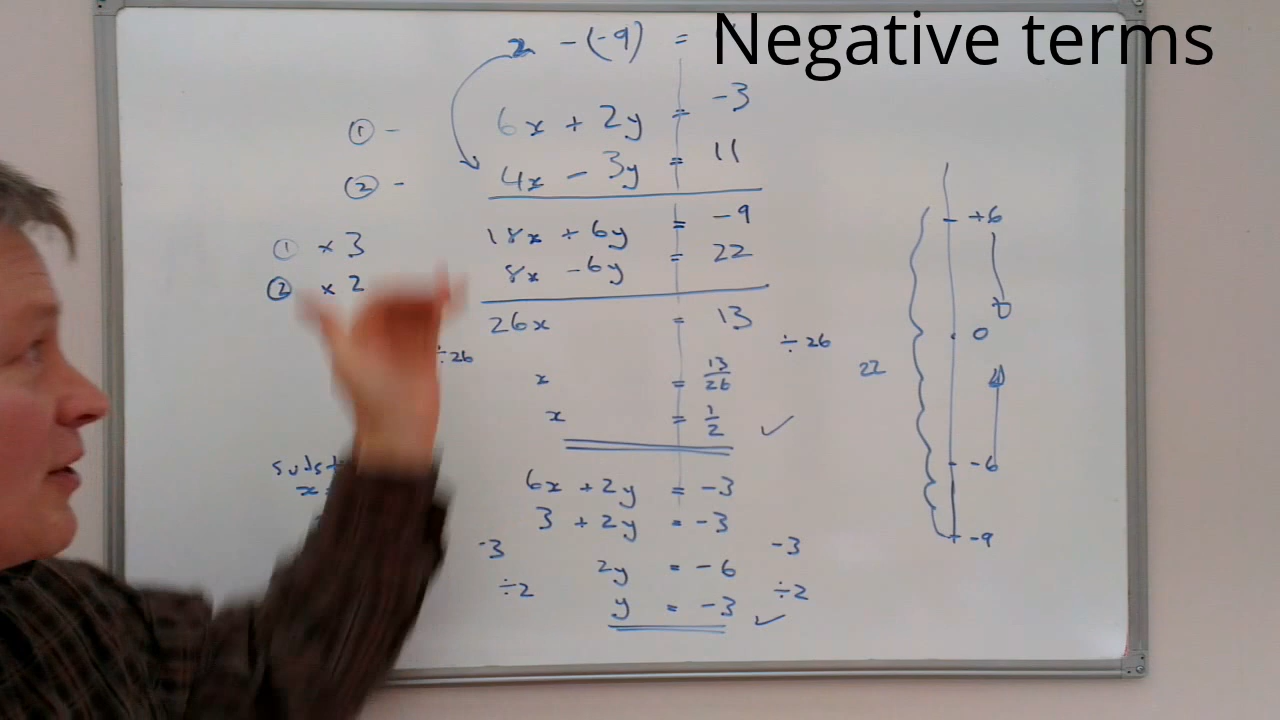 Negative terms
2 - (-9) =
6x + 2y = -3
① -
4x - 3y = 11
② -
18x + 6y = -9
① × 3
8x - 6y = 22
② × 2
26x = 13
÷26 ÷26
x = 13/26
x = 1/2 ✓
subst
x =
6x + 2y = -3
3 + 2y = -3
-3 -3
2y = -6
÷2 ÷2
y = -3 ✓
+6
0
22
-6
-9